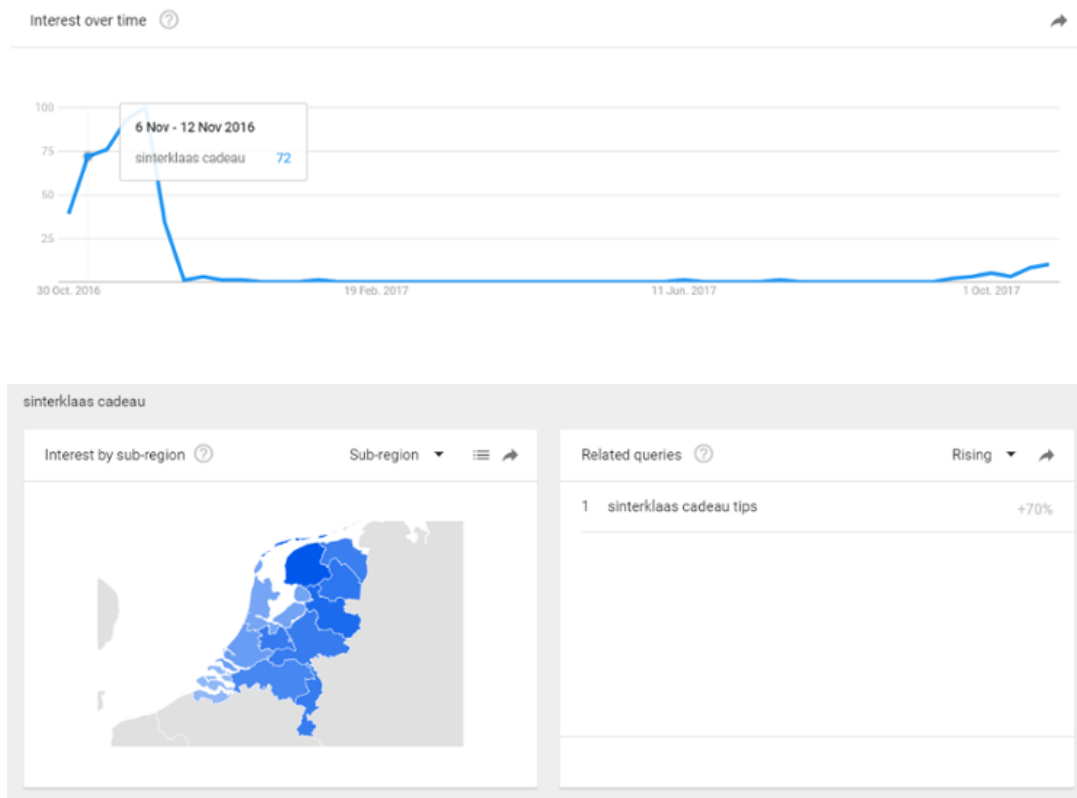 Interest over time
100
75
50
25
6 Nov - 12 Nov 2016
sinterklaas cadeau 72
30 Oct. 2016 19 Feb. 2017 11 Jun. 2017 1 Oct. 2017
sinterklaas cadeau
Interest by sub-region Sub-region
Related queries Rising
1 sinterklaas cadeau tips +70%